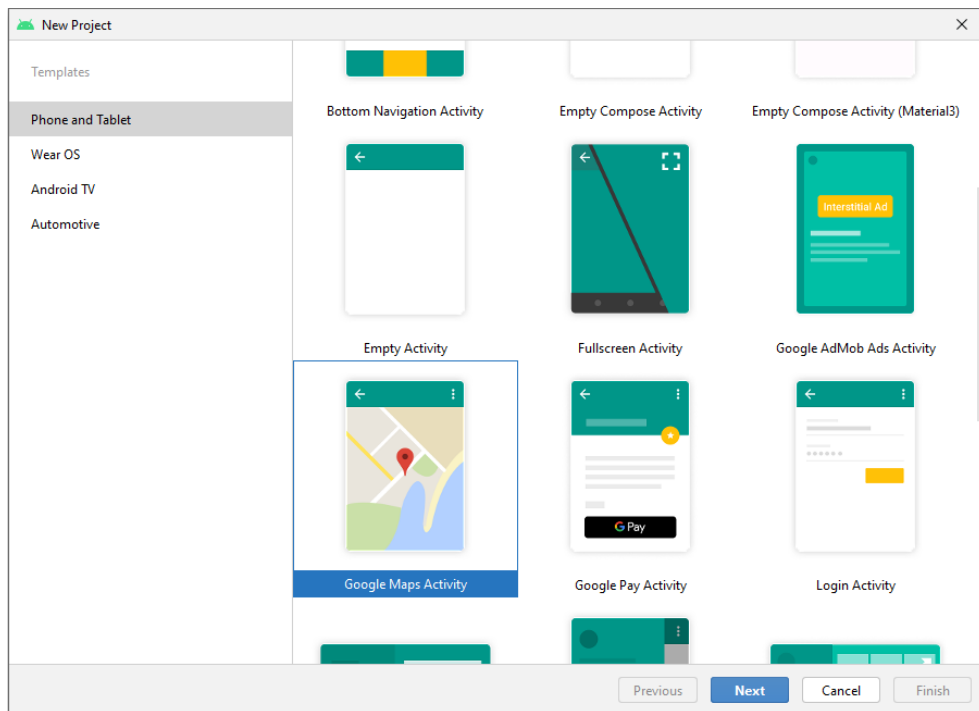 New Project
Templates
Phone and Tablet
Wear OS
Android TV
Automotive
Bottom Navigation Activity
Empty Compose Activity
Empty Compose Activity (Material3)
Interstitial Ad
Empty Activity
Fullscreen Activity
Google AdMob Ads Activity
G Pay
Google Maps Activity
Google Pay Activity
Login Activity
Previous
Next
Cancel
Finish